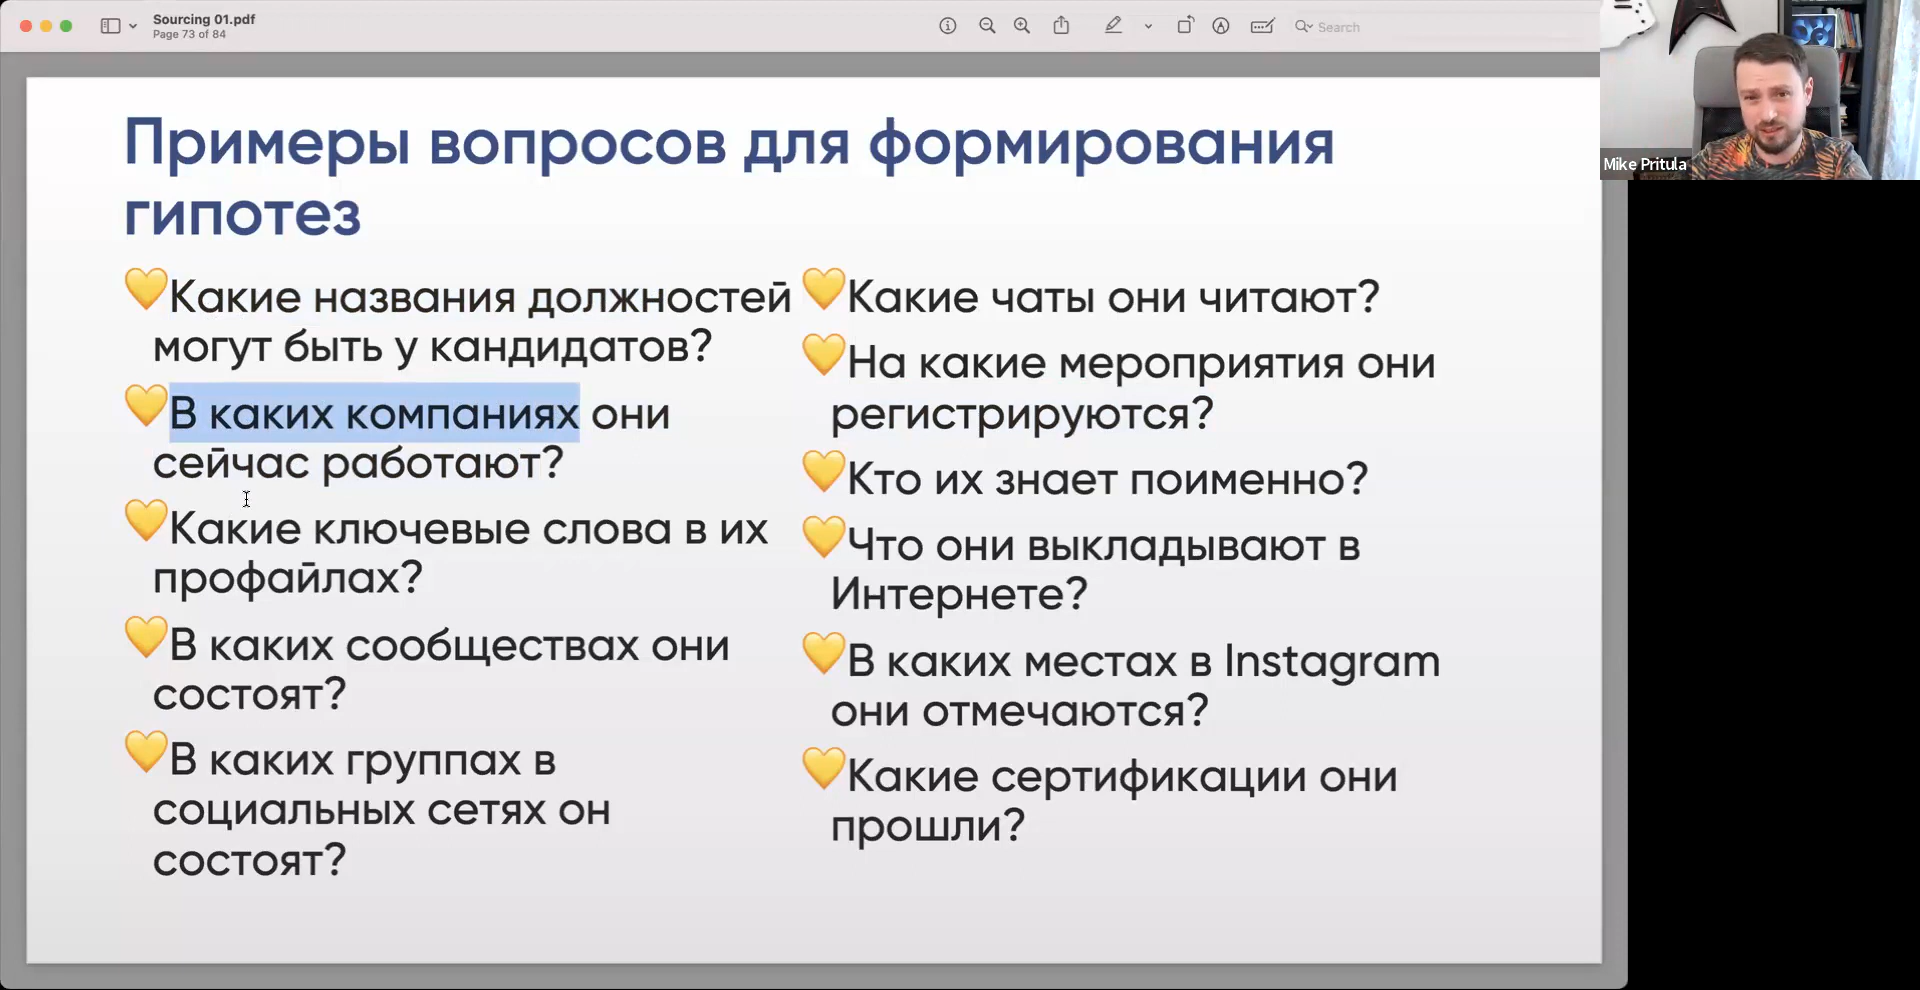 Sourcing 01.pdf
Page 73 of 84
Search
Mike Pritula
Примеры вопросов для формирования
гипотез
Какие названия должностей
могут быть у кандидатов?
В каких компаниях они
сейчас работают?
Какие ключевые слова в их
профайлах?
В каких сообществах они
состоят?
В каких группах в
социальных сетях он
состоят?
Какие чаты они читают?
На какие мероприятия они
регистрируются?
Кто их знает поименно?
Что они выкладывают в
Интернете?
В каких местах в Instagram
они отмечаются?
Какие сертификации они
прошли?